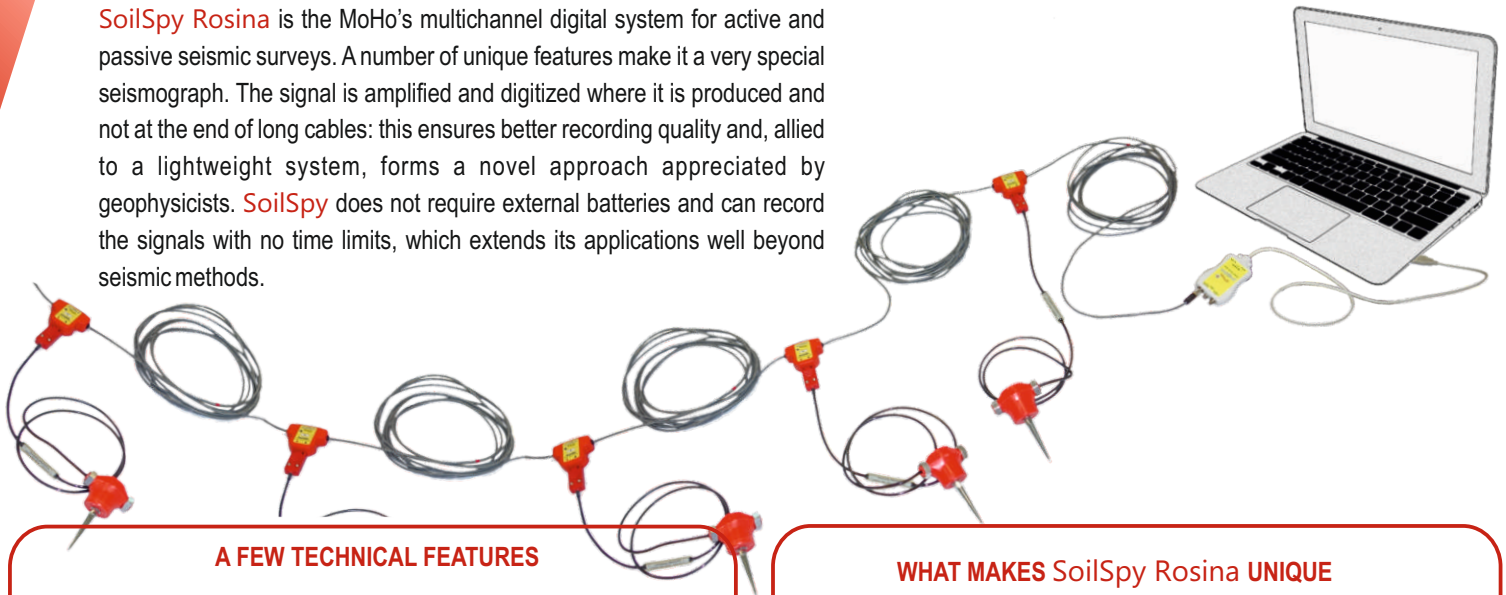 SoilSpy Rosina is the MoHo's multichannel digital system for active and
passive seismic surveys. A number of unique features make it a very special
seismograph. The signal is amplified and digitized where it is produced and
not at the end of long cables: this ensures better recording quality and, allied
to a lightweight system, forms a novel approach appreciated by
geophysicists. SoilSpy does not require external batteries and can record
the signals with no time limits, which extends its applications well beyond
seismic methods.
A FEW TECHNICAL FEATURES
WHAT MAKES SoilSpy Rosina UNIQUE